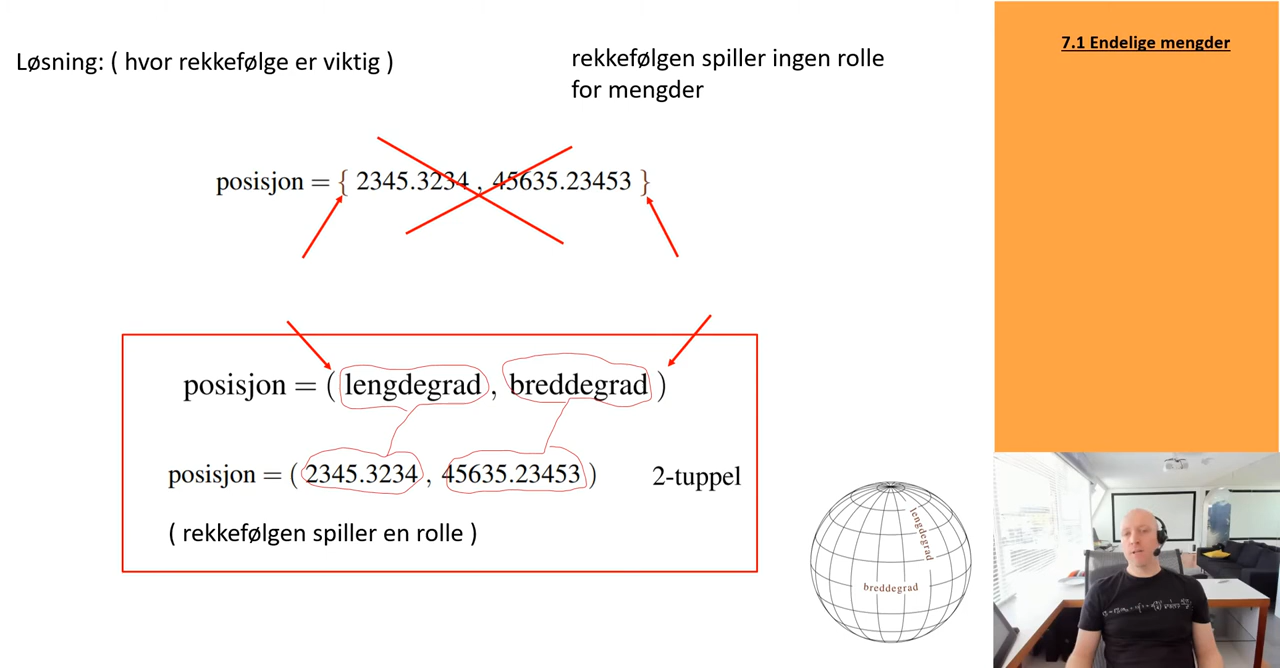 Løsning: ( hvor rekkefølge er viktig )
rekkefølgen spiller ingen rolle
for mengder
7.1 Endelige mengder
posisjon = { 2345.3234 , 45635.23453 }
posisjon = ( lengdegrad , breddegrad )
posisjon = ( 2345.3234 , 45635.23453 )
2-tuppel
( rekkefølgen spiller en rolle )
lengdegrad
breddegrad